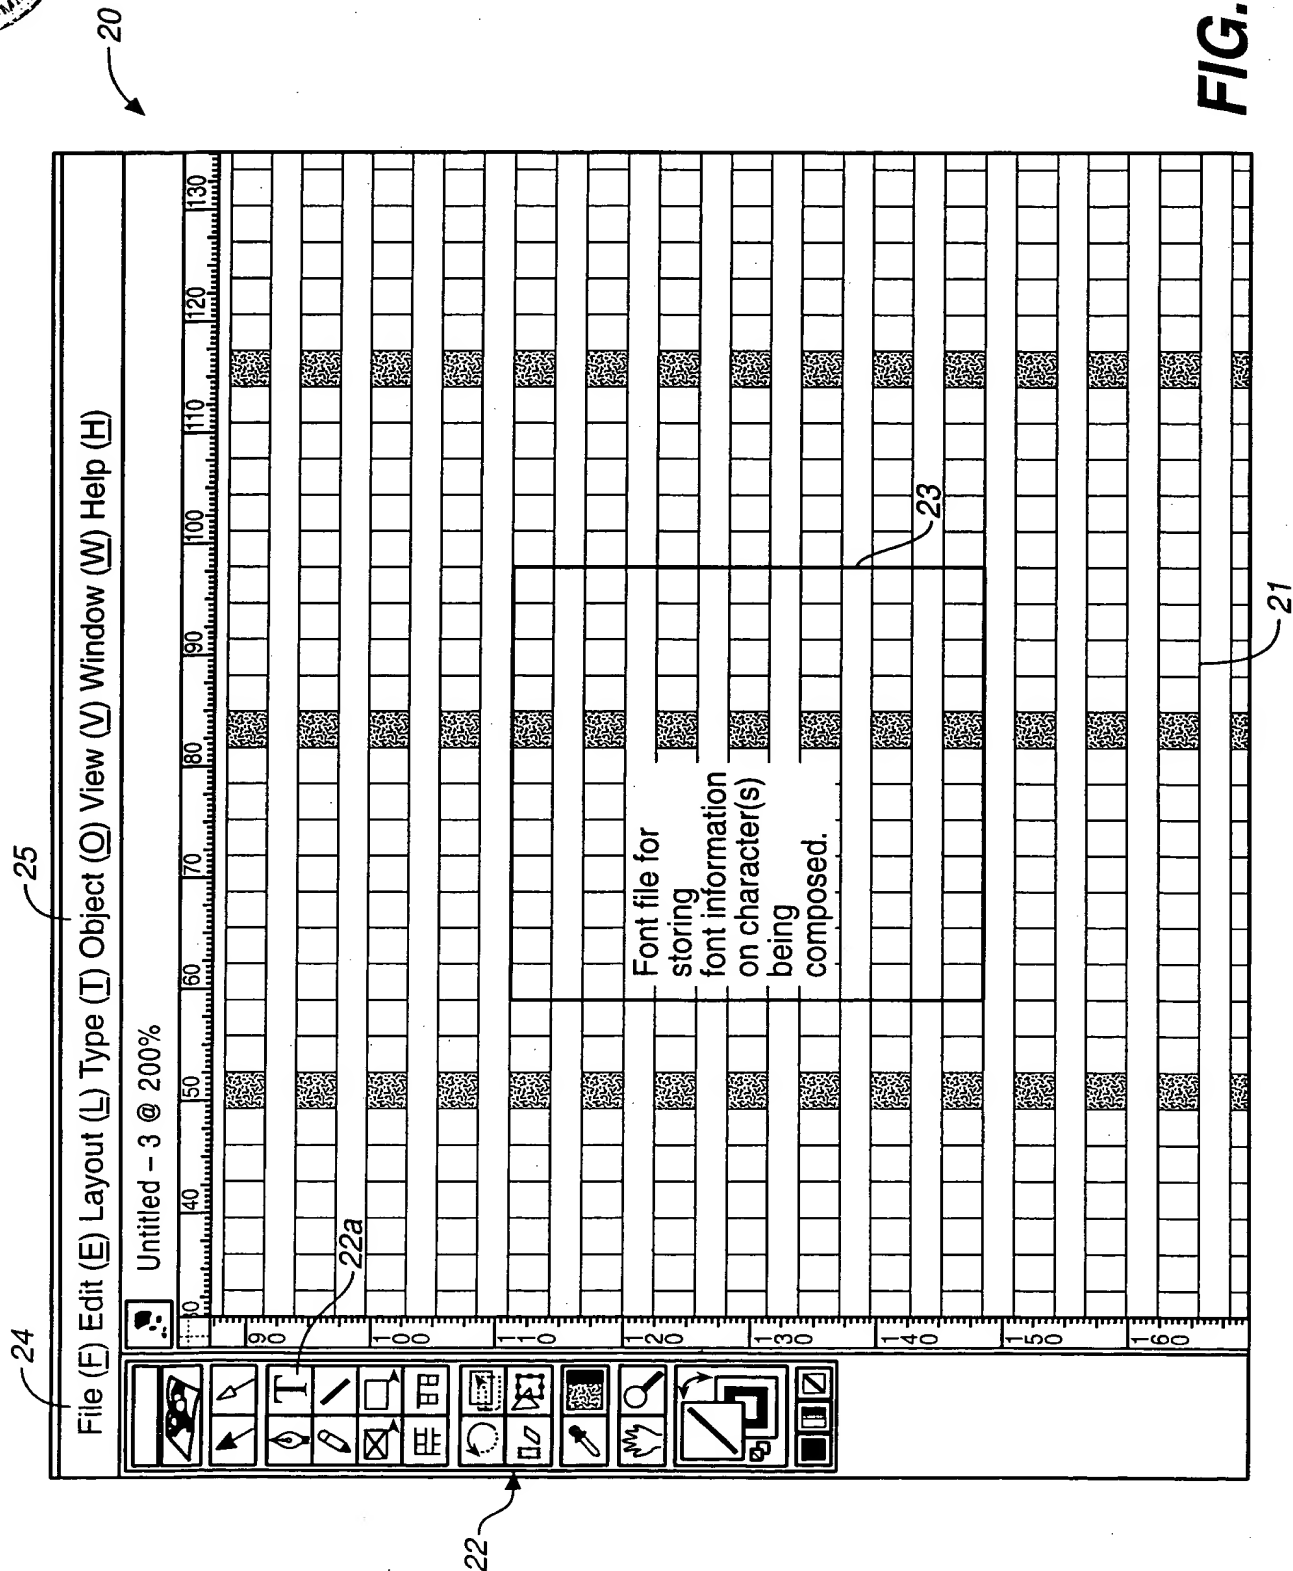 20
25
24
File (F) Edit (E) Layout (L) Type (T) Object (O) View (V) Window (W) Help (H)
Untitled – 3 @ 200%
30 40 50 60 70 80 90 100 110 120 130
90
100
110
120
130
140
150
160
T
22a
22
Font file for
storing
font information
on character(s)
being
composed.
23
21
FIG.